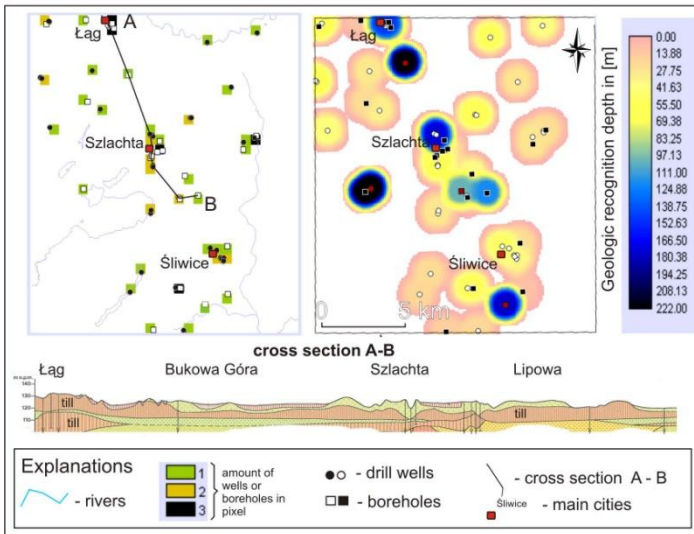 Łąg
A
Szlachta
B
Śliwice
Łąg
Szlachta
Śliwice
0
5 km
Geologic recognition depth in [m]
0.00
13.88
27.75
41.63
55.50
69.38
83.25
97.13
111.00
124.88
138.75
152.63
166.50
180.38
194.25
208.13
222.00
cross section A-B
Łąg
Bukowa Góra
Szlachta
Lipowa
140
130
120
110
till
till
till
Explanations
- rivers
1
2
3
amount of
wells or
boreholes in
pixel
- drill wells
- boreholes
- cross section A - B
Śliwice
- main cities